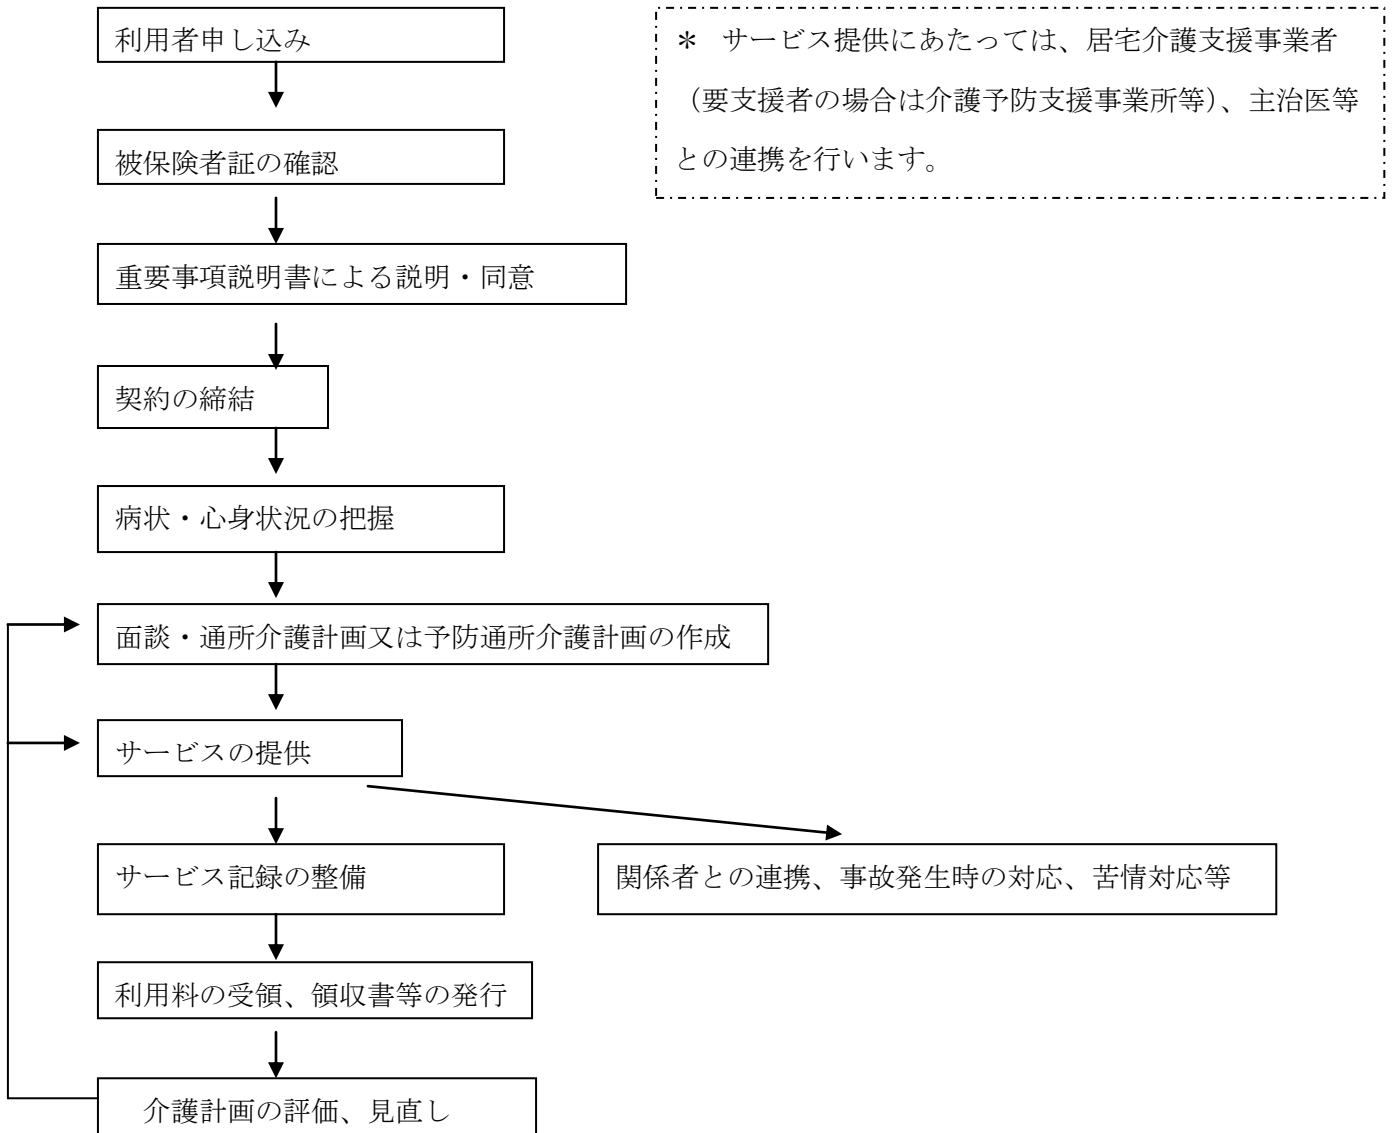 利用者申し込み
＊　サービス提供にあたっては、居宅介護支援事業者
（要支援者の場合は介護予防支援事業所等）、主治医等
との連携を行います。
被保険者証の確認
重要事項説明書による説明・同意
契約の締結
病状・心身状況の把握
面談・通所介護計画又は予防通所介護計画の作成
サービスの提供
サービス記録の整備
関係者との連携、事故発生時の対応、苦情対応等
利用料の受領、領収書等の発行
介護計画の評価、見直し